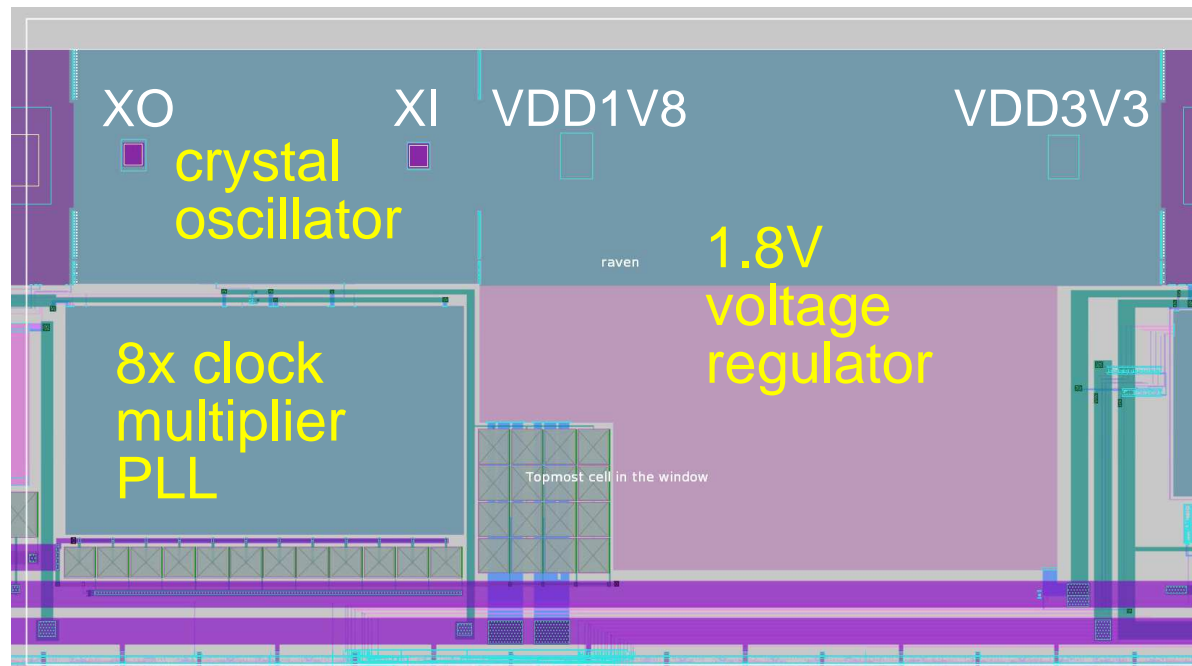 XO XI VDD1V8 VDD3V3
crystal
oscillator
raven
1.8V
voltage
regulator
8x clock
multiplier
PLL
Topmost cell in the window